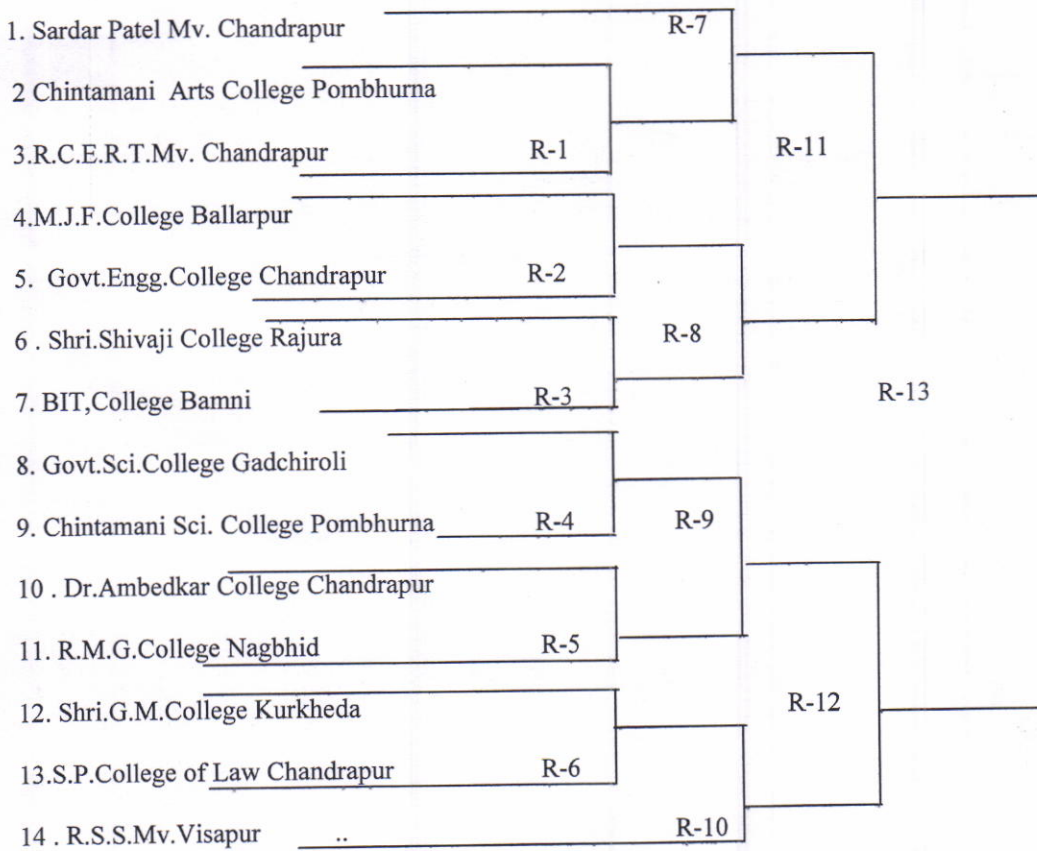 1. Sardar Patel Mv. Chandrapur R-7
2 Chintamani Arts College Pombhurna
3.R.C.E.R.T.Mv. Chandrapur R-1 R-11
4.M.J.F.College Ballarpur
5. Govt.Engg.College Chandrapur R-2
6 . Shri.Shivaji College Rajura R-8
7. BIT,College Bamni R-3 R-13
8. Govt.Sci.College Gadchiroli
9. Chintamani Sci. College Pombhurna R-4 R-9
10 . Dr.Ambedkar College Chandrapur
11. R.M.G.College Nagbhid R-5
12. Shri.G.M.College Kurkheda R-12
13.S.P.College of Law Chandrapur R-6
14 . R.S.S.Mv.Visapur .. R-10